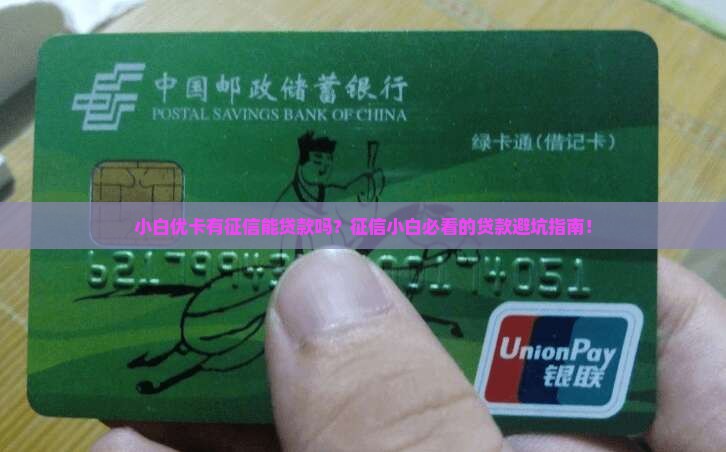 中国邮政储蓄银行
POSTAL SAVINGS BANK OF CHINA
绿卡通(借记卡)
小白优卡有征信能贷款吗？征信小白必看的贷款避坑指南！
UnionPay
银联